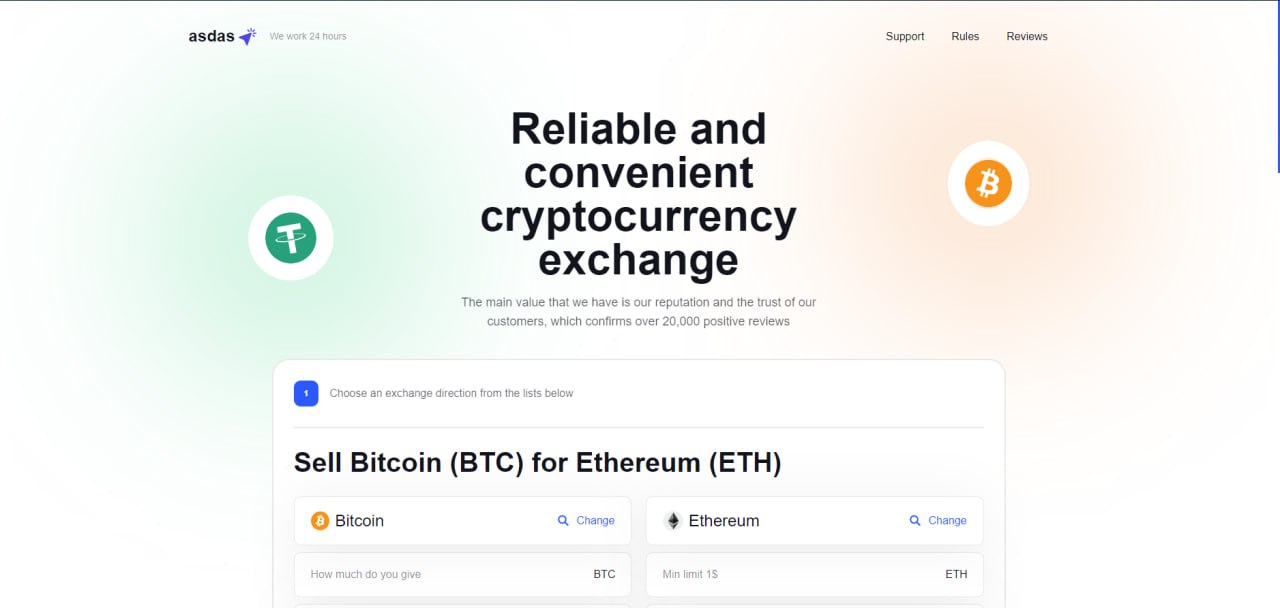 asdas
We work 24 hours
Support
Rules
Reviews
Reliable and
convenient
cryptocurrency
exchange
The main value that we have is our reputation and the trust of our
customers, which confirms over 20,000 positive reviews
1
Choose an exchange direction from the lists below
Sell Bitcoin (BTC) for Ethereum (ETH)
Bitcoin
Change
Ethereum
Change
How much do you give
BTC
Min limit 1$
ETH